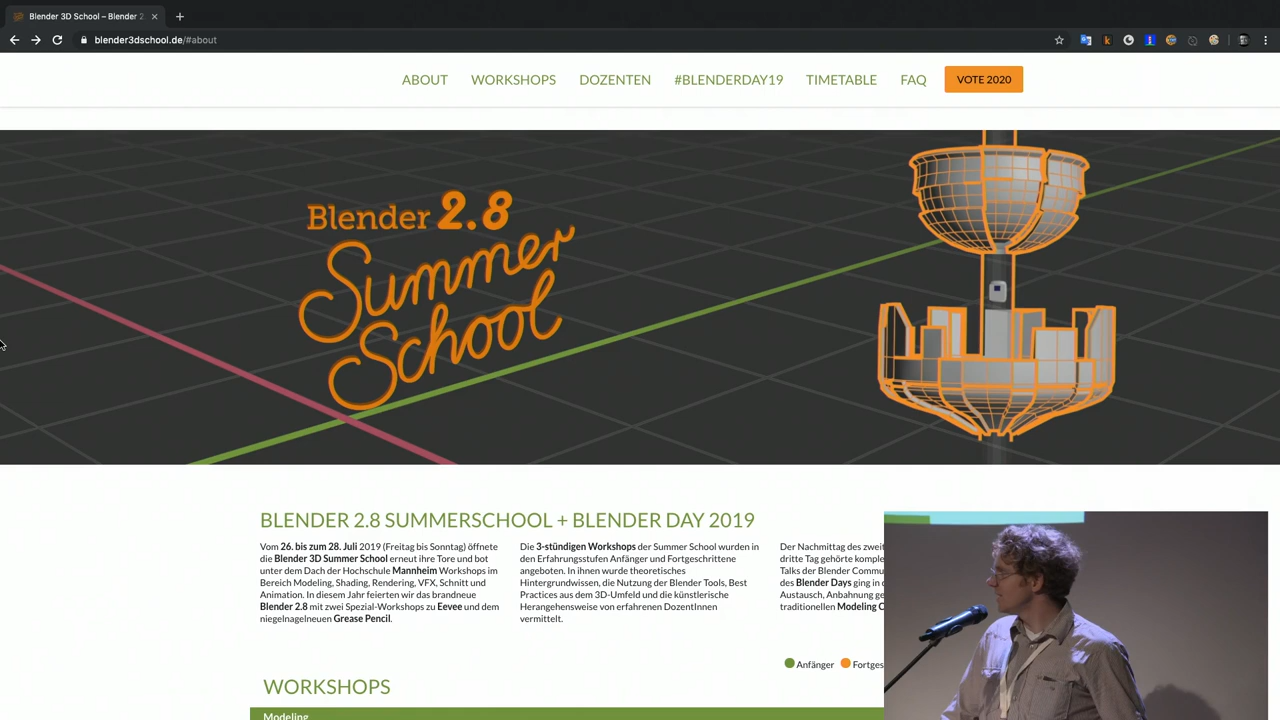 Blender 3D School – Blender 2
blender3dschool.de/#about
ABOUT WORKSHOPS DOZENTEN #BLENDERDAY19 TIMETABLE FAQ VOTE 2020
Blender 2.8
Summer
School
BLENDER 2.8 SUMMERSCHOOL + BLENDER DAY 2019
Vom 26. bis zum 28. Juli 2019 (Freitag bis Sonntag) öffnete
die Blender 3D Summer School erneut ihre Tore und bot
unter dem Dach der Hochschule Mannheim Workshops im
Bereich Modeling, Shading, Rendering, VFX, Schnitt und
Animation. In diesem Jahr feierten wir das brandneue
Blender 2.8 mit zwei Spezial-Workshops zu Eevee und dem
niegelnagelneuen Grease Pencil.
Die 3-stündigen Workshops der Summer School wurden in
den Erfahrungsstufen Anfänger und Fortgeschrittene
angeboten. In ihnen wurde theoretisches
Hintergrundwissen, die Nutzung der Blender Tools, Best
Practices aus dem 3D-Umfeld und die künstlerische
Herangehensweise von erfahrenen DozentInnen
vermittelt.
Der Nachmittag des zweit
dritte Tag gehörte komple
Talks der Blender Commu
des Blender Days ging in d
Austausch, Anbahnung ge
traditionellen Modeling C
Anfänger Fortges
WORKSHOPS
Modeling